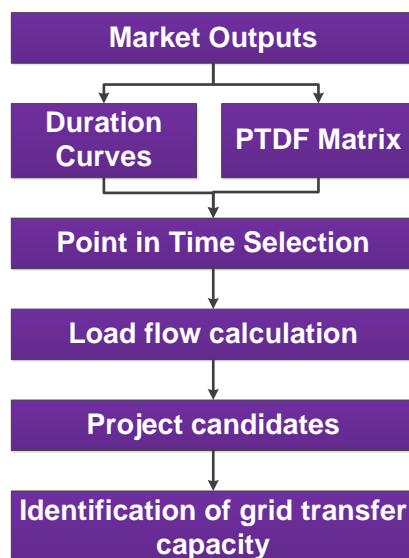 Market Outputs
Duration
Curves
PTDF Matrix
Point in Time Selection
Load flow calculation
Project candidates
Identification of grid transfer
capacity